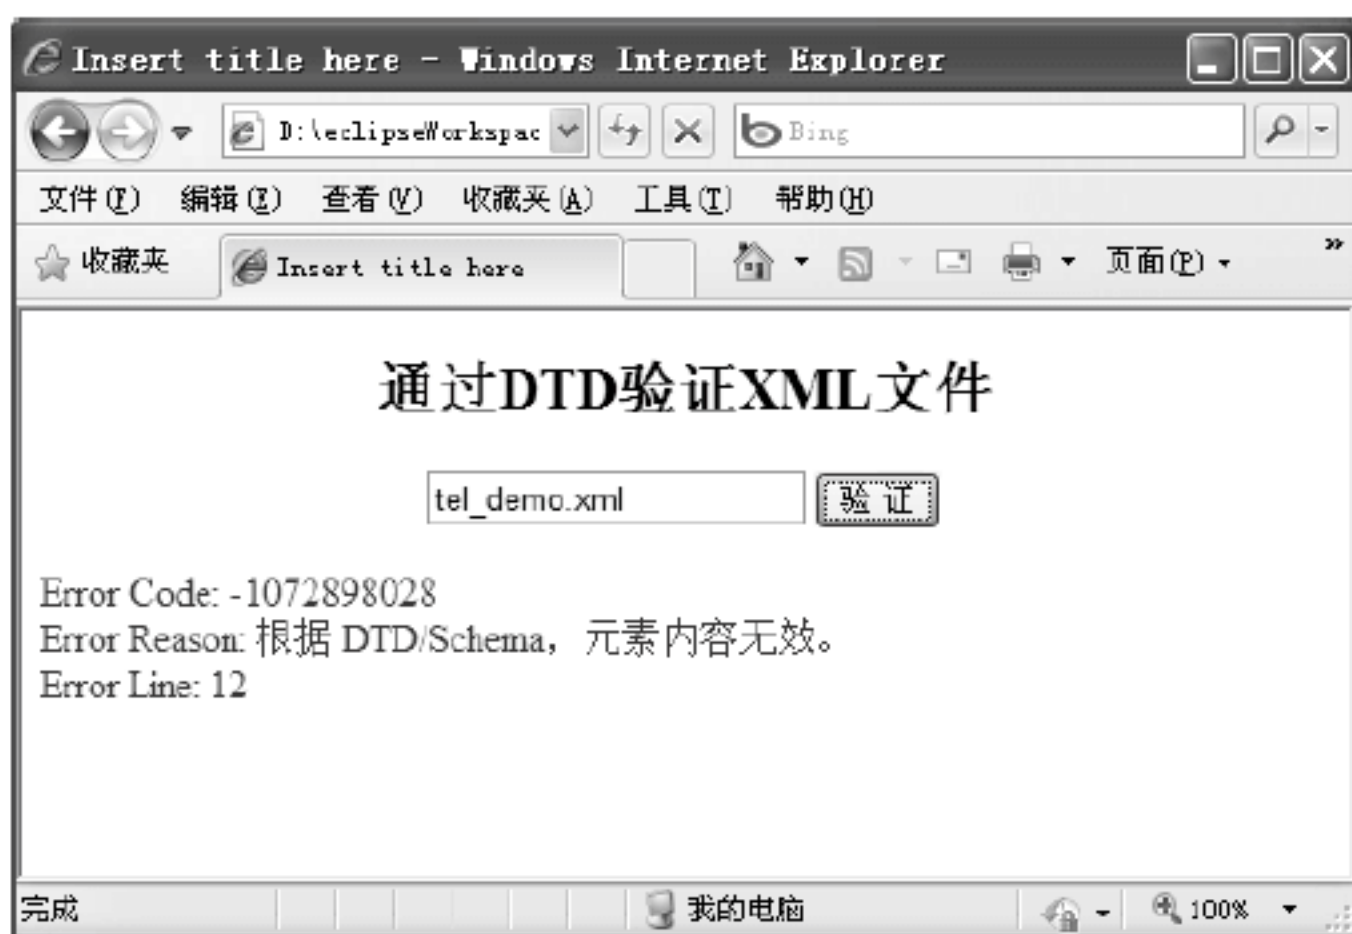 Insert title here - Windows Internet Explorer
D:\eclipseWorkspac
Bing
文件(F) 编辑(E) 查看(V) 收藏夹(A) 工具(T) 帮助(H)
收藏夹 Insert title here 页面(P) »
通过DTD验证XML文件
tel_demo.xml 验 证
Error Code: -1072898028
Error Reason: 根据 DTD/Schema，元素内容无效。
Error Line: 12
完成 我的电脑 100%